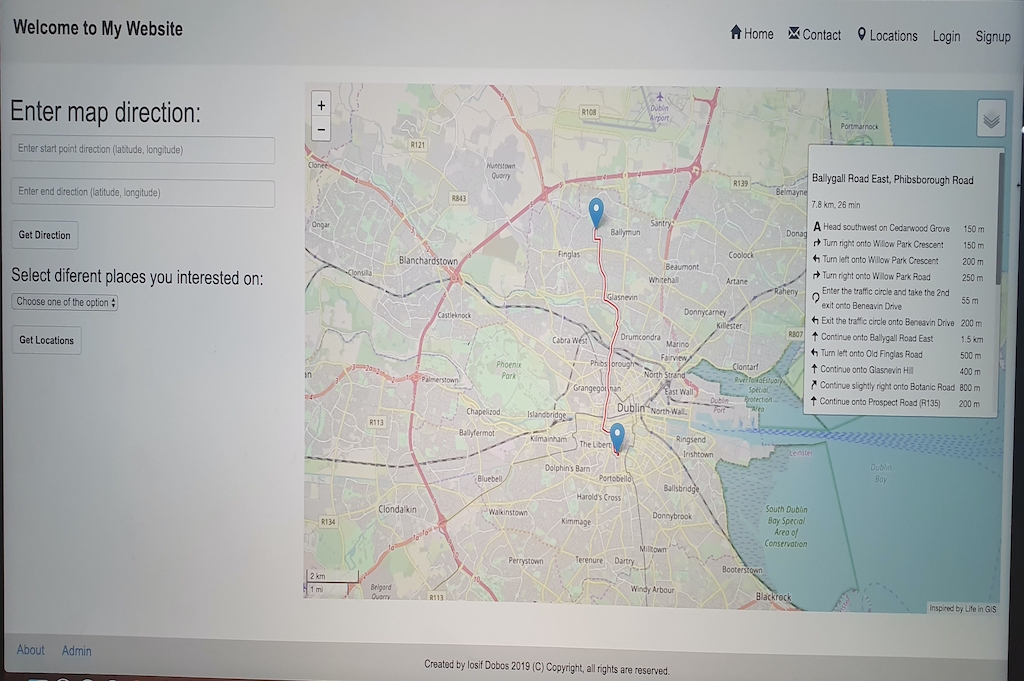 Welcome to My Website
Home Contact Locations Login Signup
Enter map direction:
Enter start point direction (latitude, longitude)
Enter end direction (latitude, longitude)
Get Direction
Select diferent places you interested on:
Choose one of the option
Get Locations
+
−
R108
Dublin
Airport
Portmarnock
R121
Huntstown
Quarry
R139
Belmayne
R843
Ongar
Santry
Ballymun
Donag
Finglas
Coolock
Blanchardstown
Beaumont
Clonsilla
Whitehall
Artane
Raheny
Glasnevin
Donnycarney
Castleknock
Killester
Cabra West
Drumcondra
Marino
R807
Fairview
Phoenix
Park
Clontarf
North Strand
Palmerstown
East Wall
Dublin
Port
Dublin
North Wall
Chapelizod
Islandbridge
R113
Ballyfermot
Kilmainham
The Libert
Ringsend
Irishtown
Leinster
Dublin
Bay
Dolphin's Barn
Bluebell
Portobello
Ballsbridge
Harold's Cross
Clondalkin
Walkinstown
Kimmage
Donnybrook
South Dublin
Bay Special
Area of
Conservation
R134
Milltown
Perrystown
Terenure
Dartry
Booterstown
Windy Arbour
Blackrock
Belgard
Quarry
R113
2 km
1 mi
Inspired by Life in GIS
Ballygall Road East, Phibsborough Road
7.8 km, 26 min
A Head southwest on Cedarwood Grove 150 m
Turn right onto Willow Park Crescent 150 m
Turn left onto Willow Park Crescent 200 m
Turn right onto Willow Park Road 250 m
Enter the traffic circle and take the 2nd
exit onto Beneavin Drive 55 m
Exit the traffic circle onto Beneavin Drive 200 m
Continue onto Ballygall Road East 1.5 km
Turn left onto Old Finglas Road 500 m
Continue onto Glasnevin Hill 400 m
Continue slightly right onto Botanic Road 800 m
Continue onto Prospect Road (R135) 200 m
About Admin
Created by Iosif Dobos 2019 (C) Copyright, all rights are reserved.